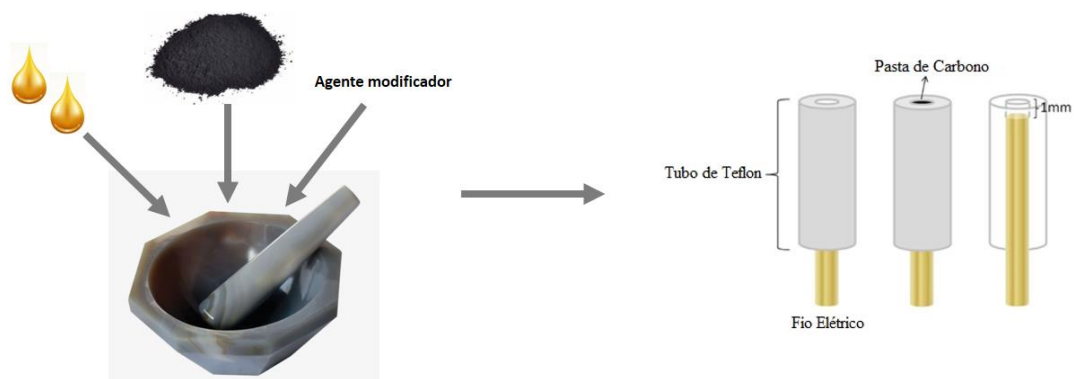 Agente modificador
Pasta de Carbono
1mm
Tubo de Teflon
Fio Elétrico